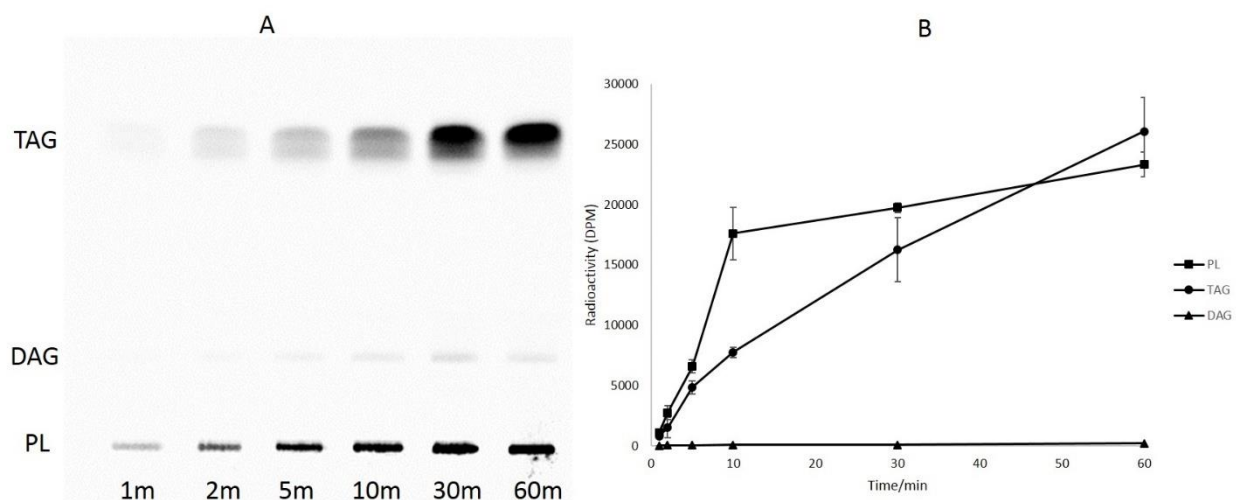 A
TAG
DAG
PL
1m 2m 5m 10m 30m 60m
B
30000
25000
20000
15000
10000
5000
0
Radioactivity (DPM)
0 10 20 30 40 50 60
Time/min
PL
TAG
DAG